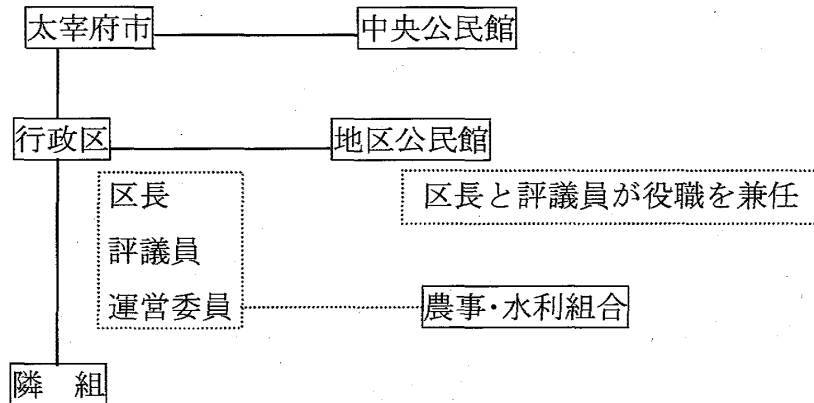 太宰府市
中央公民館
行政区
地区公民館
区長
区長と評議員が役職を兼任
評議員
運営委員
農事・水利組合
隣 組